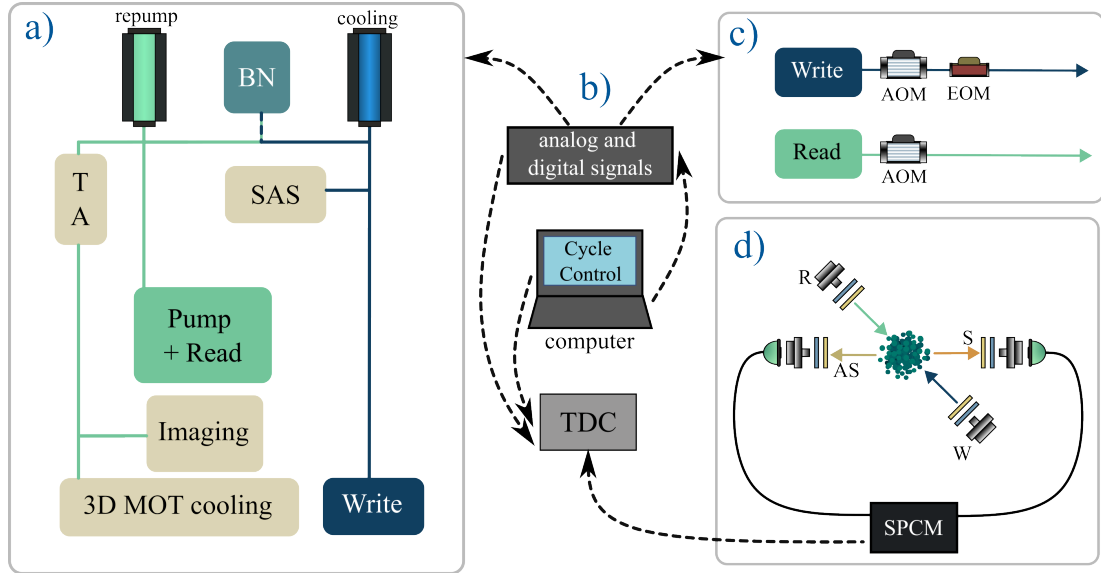 a)
repump
cooling
BN
T
A
SAS
Pump
+ Read
Imaging
3D MOT cooling
Write
b)
analog and
digital signals
Cycle
Control
computer
TDC
c)
Write
AOM
EOM
Read
AOM
d)
R
S
AS
W
SPCM